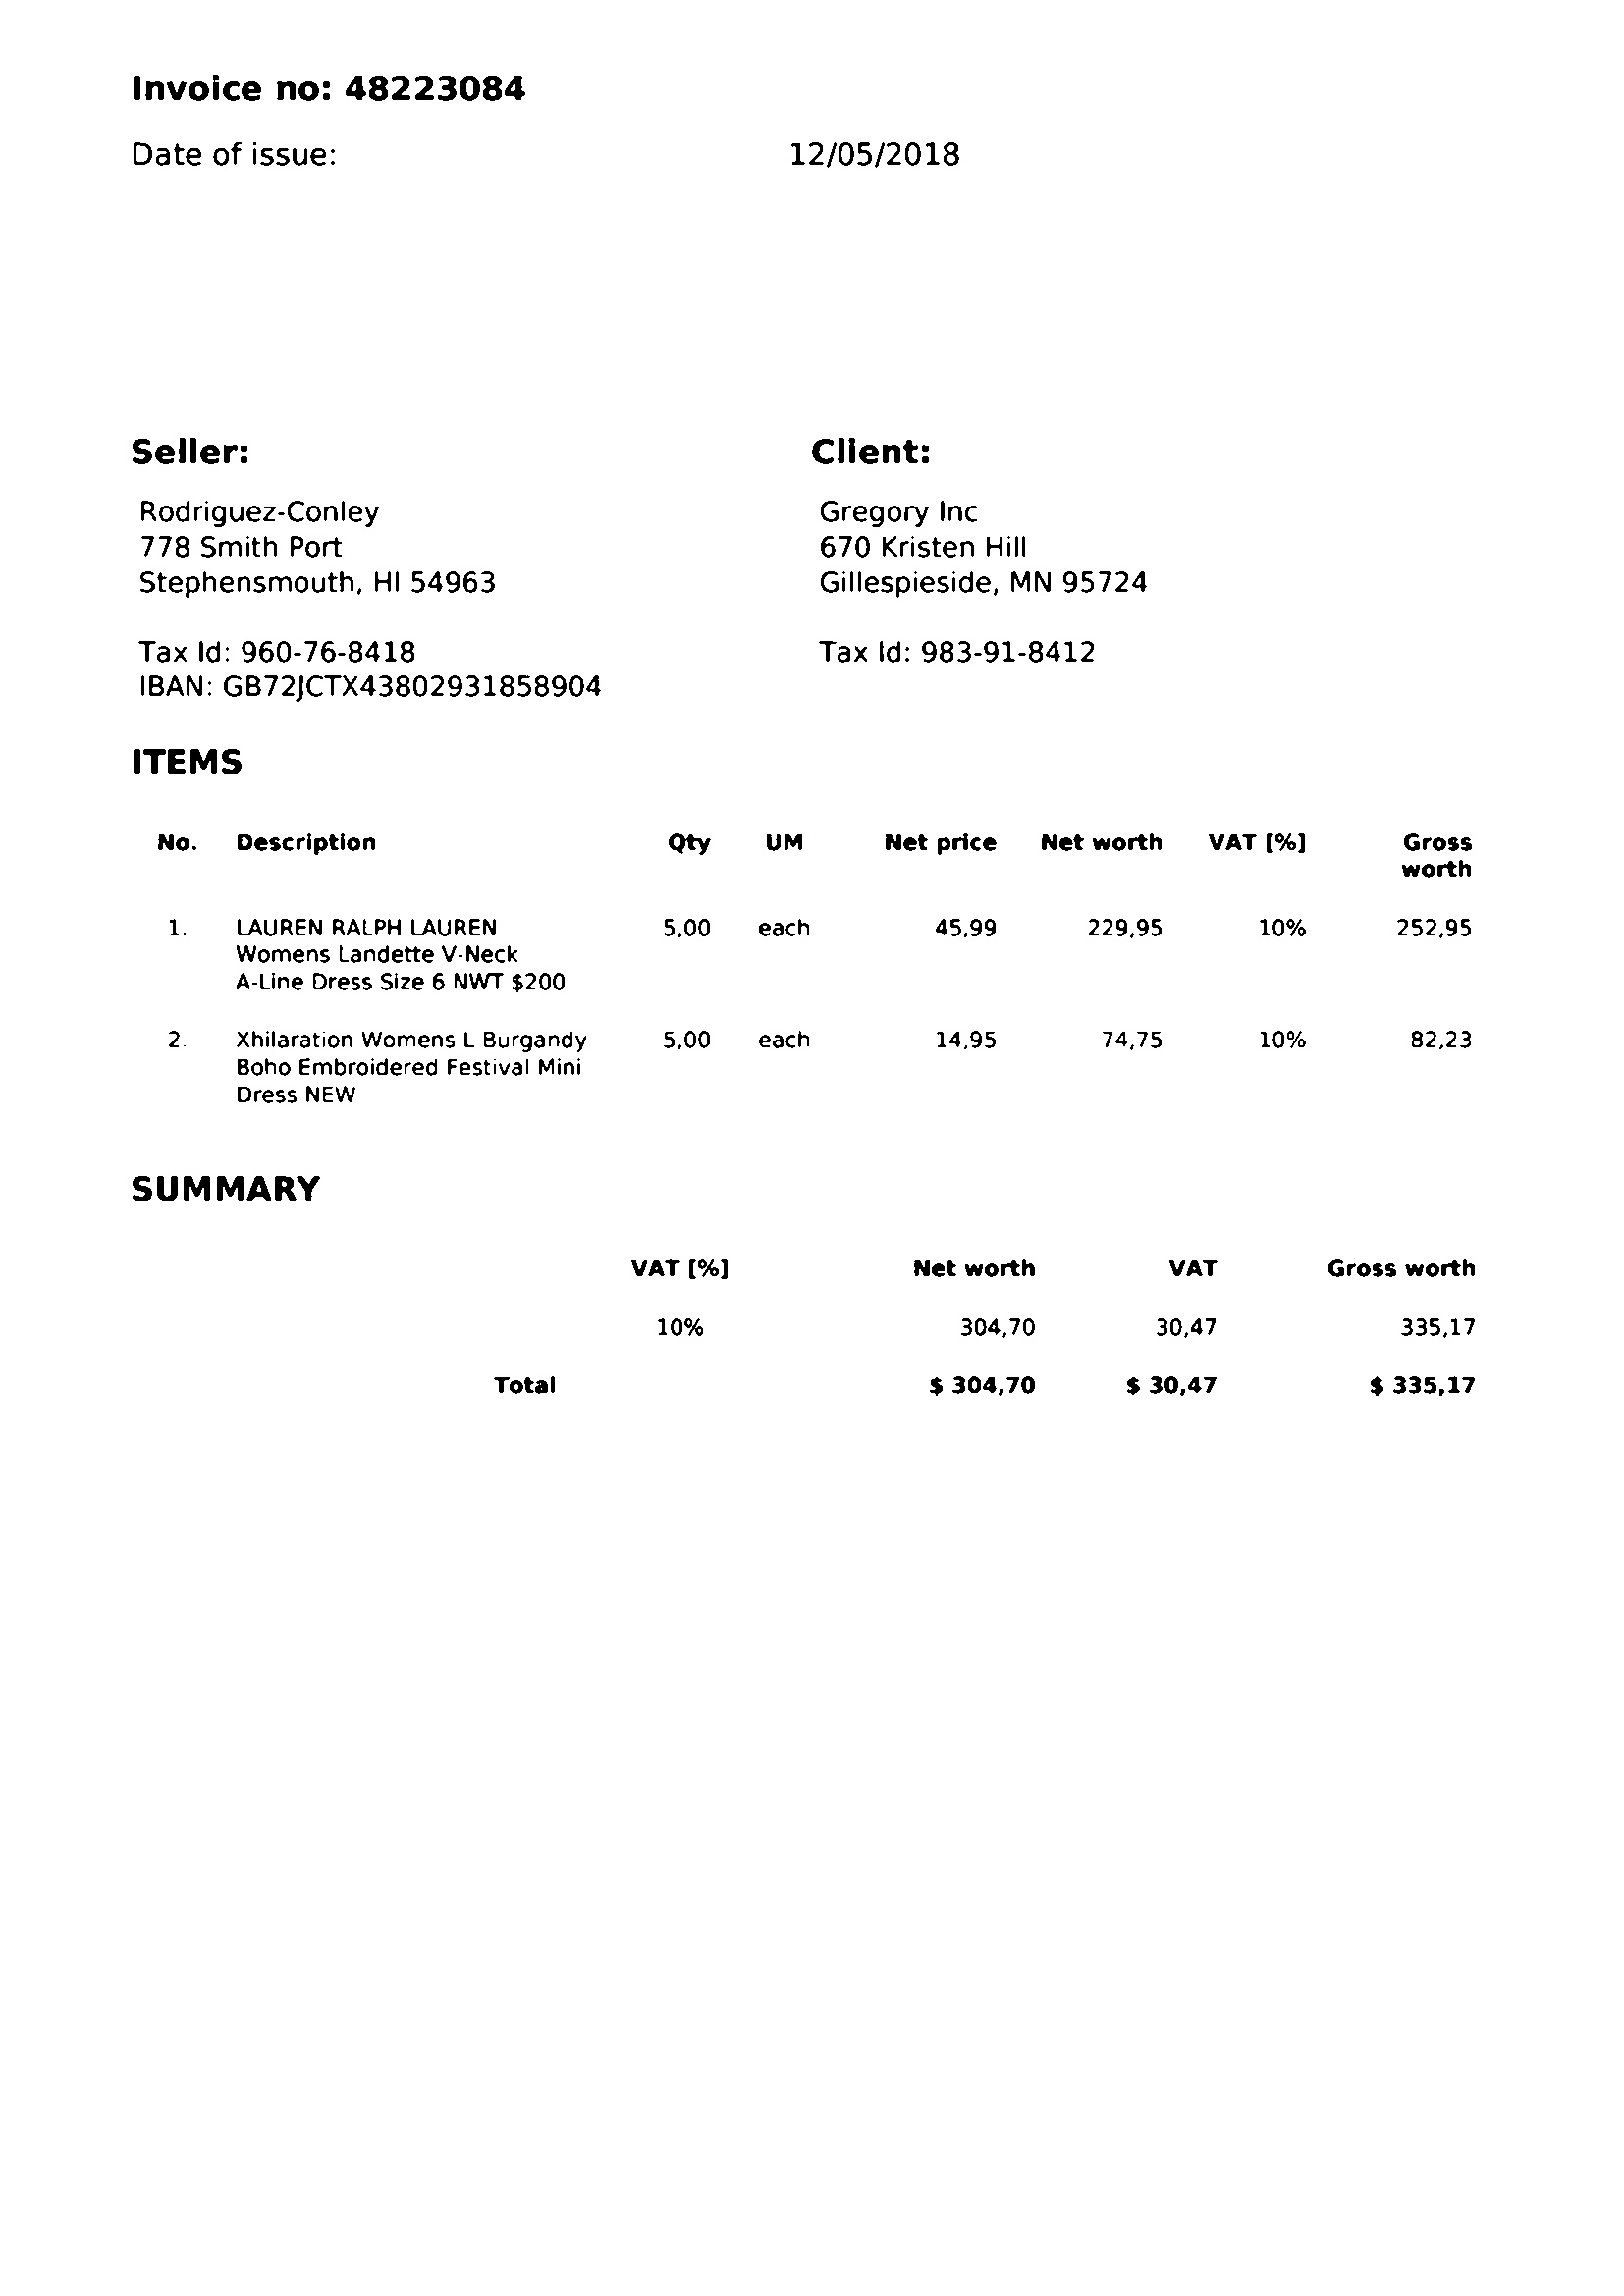 Invoice no: 48223084
Date of issue: 12/05/2018
Seller: Client:
Rodriguez-Conley Gregory Inc
778 Smith Port 670 Kristen Hill
Stephensmouth, HI 54963 Gillespieside, MN 95724
Tax Id: 960-76-8418 Tax Id: 983-91-8412
IBAN: GB72JCTX43802931858904
ITEMS
No. Description Qty UM Net price Net worth VAT [%] Gross
worth
1. LAUREN RALPH LAUREN 5,00 each 45,99 229,95 10% 252,95
Womens Landette V-Neck
A-Line Dress Size 6 NWT $200
2. Xhilaration Womens L Burgandy 5,00 each 14,95 74,75 10% 82,23
Boho Embroidered Festival Mini
Dress NEW
SUMMARY
VAT [%] Net worth VAT Gross worth
10% 304,70 30,47 335,17
Total $ 304,70 $ 30,47 $ 335,17